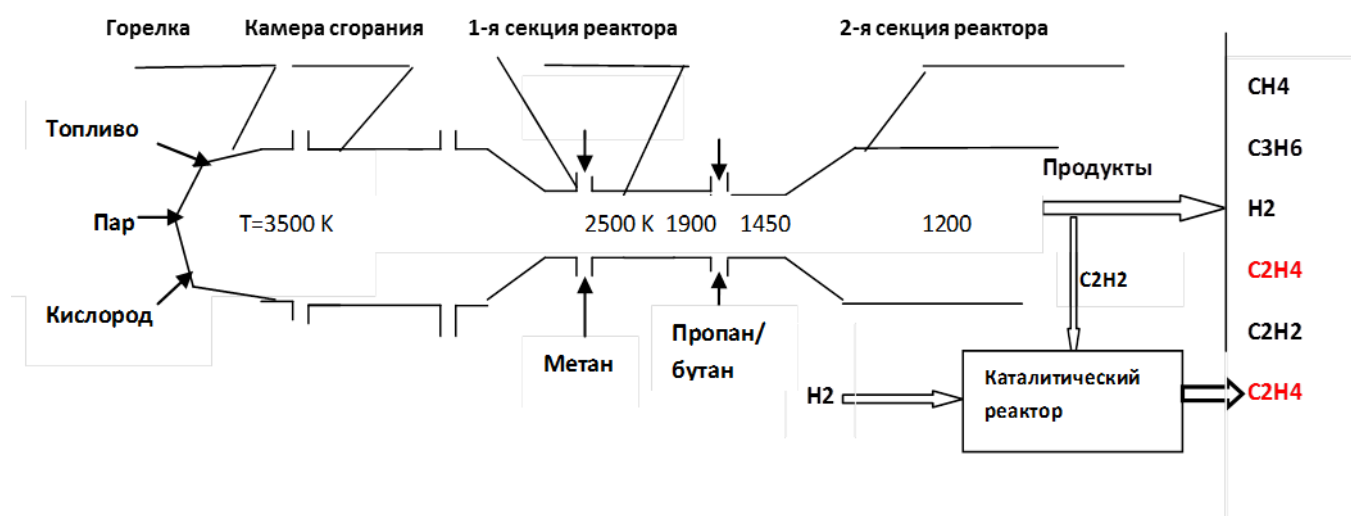 Горелка
Камера сгорания
1-я секция реактора
2-я секция реактора
Топливо
Пар
Кислород
T=3500 K
2500 K
1900
1450
1200
Метан
Пропан/
бутан
Продукты
C2H2
H2
Каталитический
реактор
CH4
C3H6
H2
C2H4
C2H2
C2H4